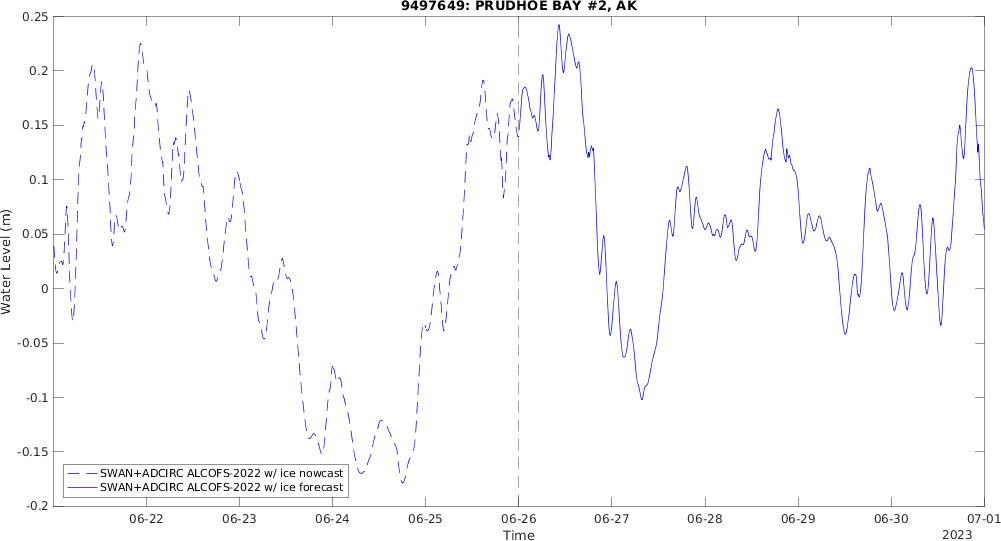 9497649: PRUDHOE BAY #2, AK
Water Level (m)
0.25
0.2
0.15
0.1
0.05
0
-0.05
-0.1
-0.15
-0.2
SWAN+ADCIRC ALCOFS-2022 w/ ice nowcast
SWAN+ADCIRC ALCOFS-2022 w/ ice forecast
06-22 06-23 06-24 06-25 06-26 06-27 06-28 06-29 06-30 07-01
Time
2023